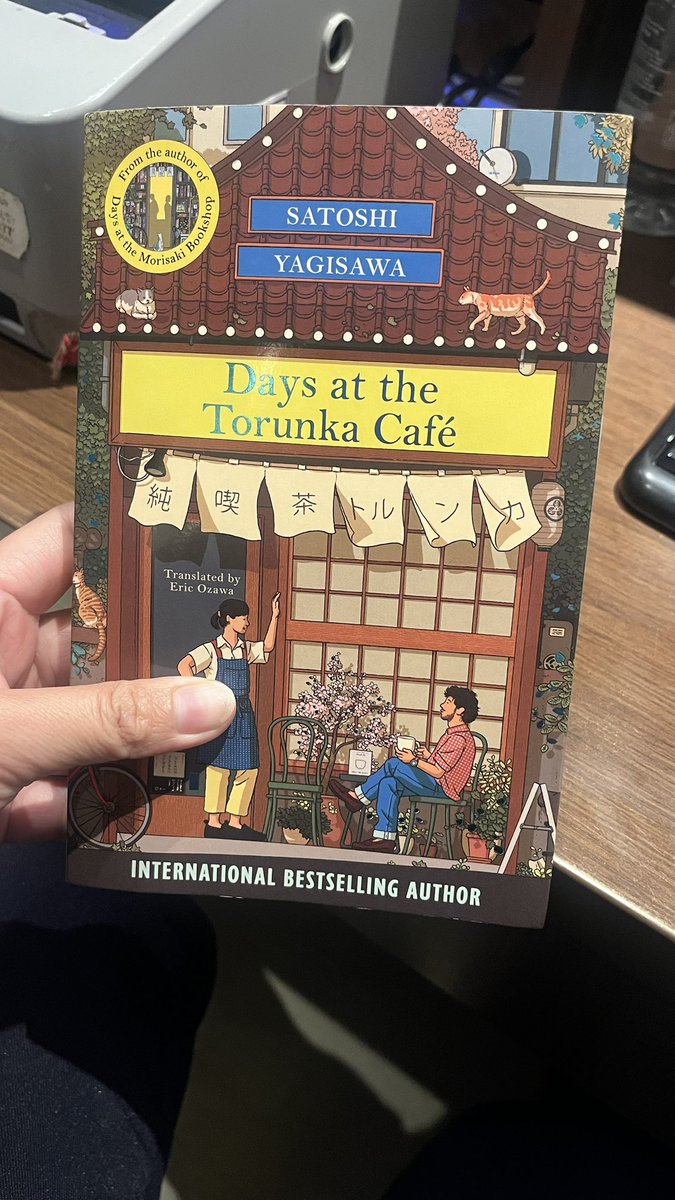 From the author of
Days at the Morisaki Bookshop
SATOSHI
YAGISAWA
Days at the
Torunka Café
純喫茶トルンカ
Translated by
Eric Ozawa
INTERNATIONAL BESTSELLING AUTHOR